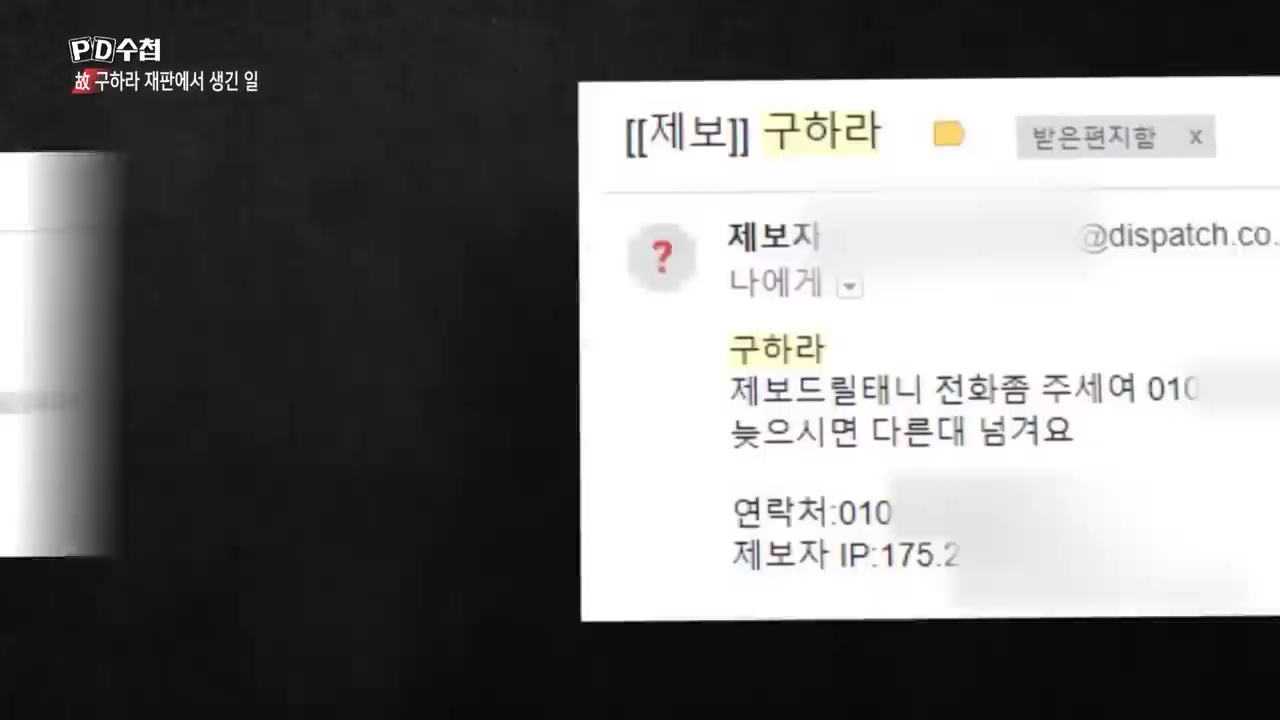 PD수첩
故 구하라 재판에서 생긴 일
[[제보]] 구하라
받은편지함 x
?
제보자 @dispatch.co.
나에게
구하라
제보드릴태니 전화좀 주세여 010
늦으시면 다른대 넘겨요
연락처:010
제보자 IP:175.2